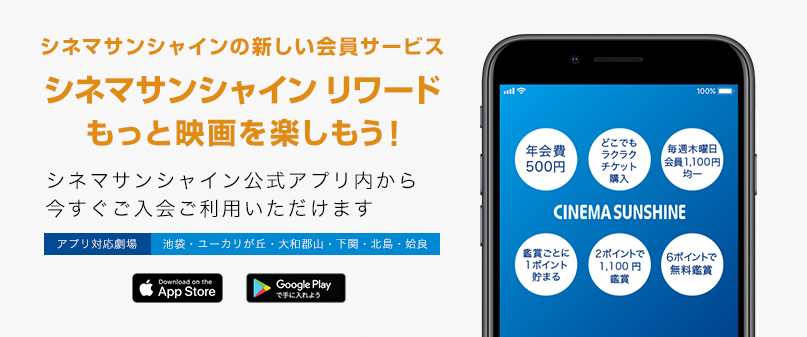 シネマサンシャインの新しい会員サービス
シネマサンシャイン リワード
もっと映画を楽しもう！
シネマサンシャイン公式アプリ内から
今すぐご入会ご利用いただけます
アプリ対応劇場
池袋・ユーカリが丘・大和郡山・下関・北島・姶良
Download on the
App Store
Google Play
で手に入れよう
100%
年会費
500円
どこでも
ラクラク
チケット
購入
毎週木曜日
会員1,100円
均一
CINEMA SUNSHINE
鑑賞ごとに
1ポイント
貯まる
2ポイントで
1,100 円
鑑賞
6ポイントで
無料鑑賞